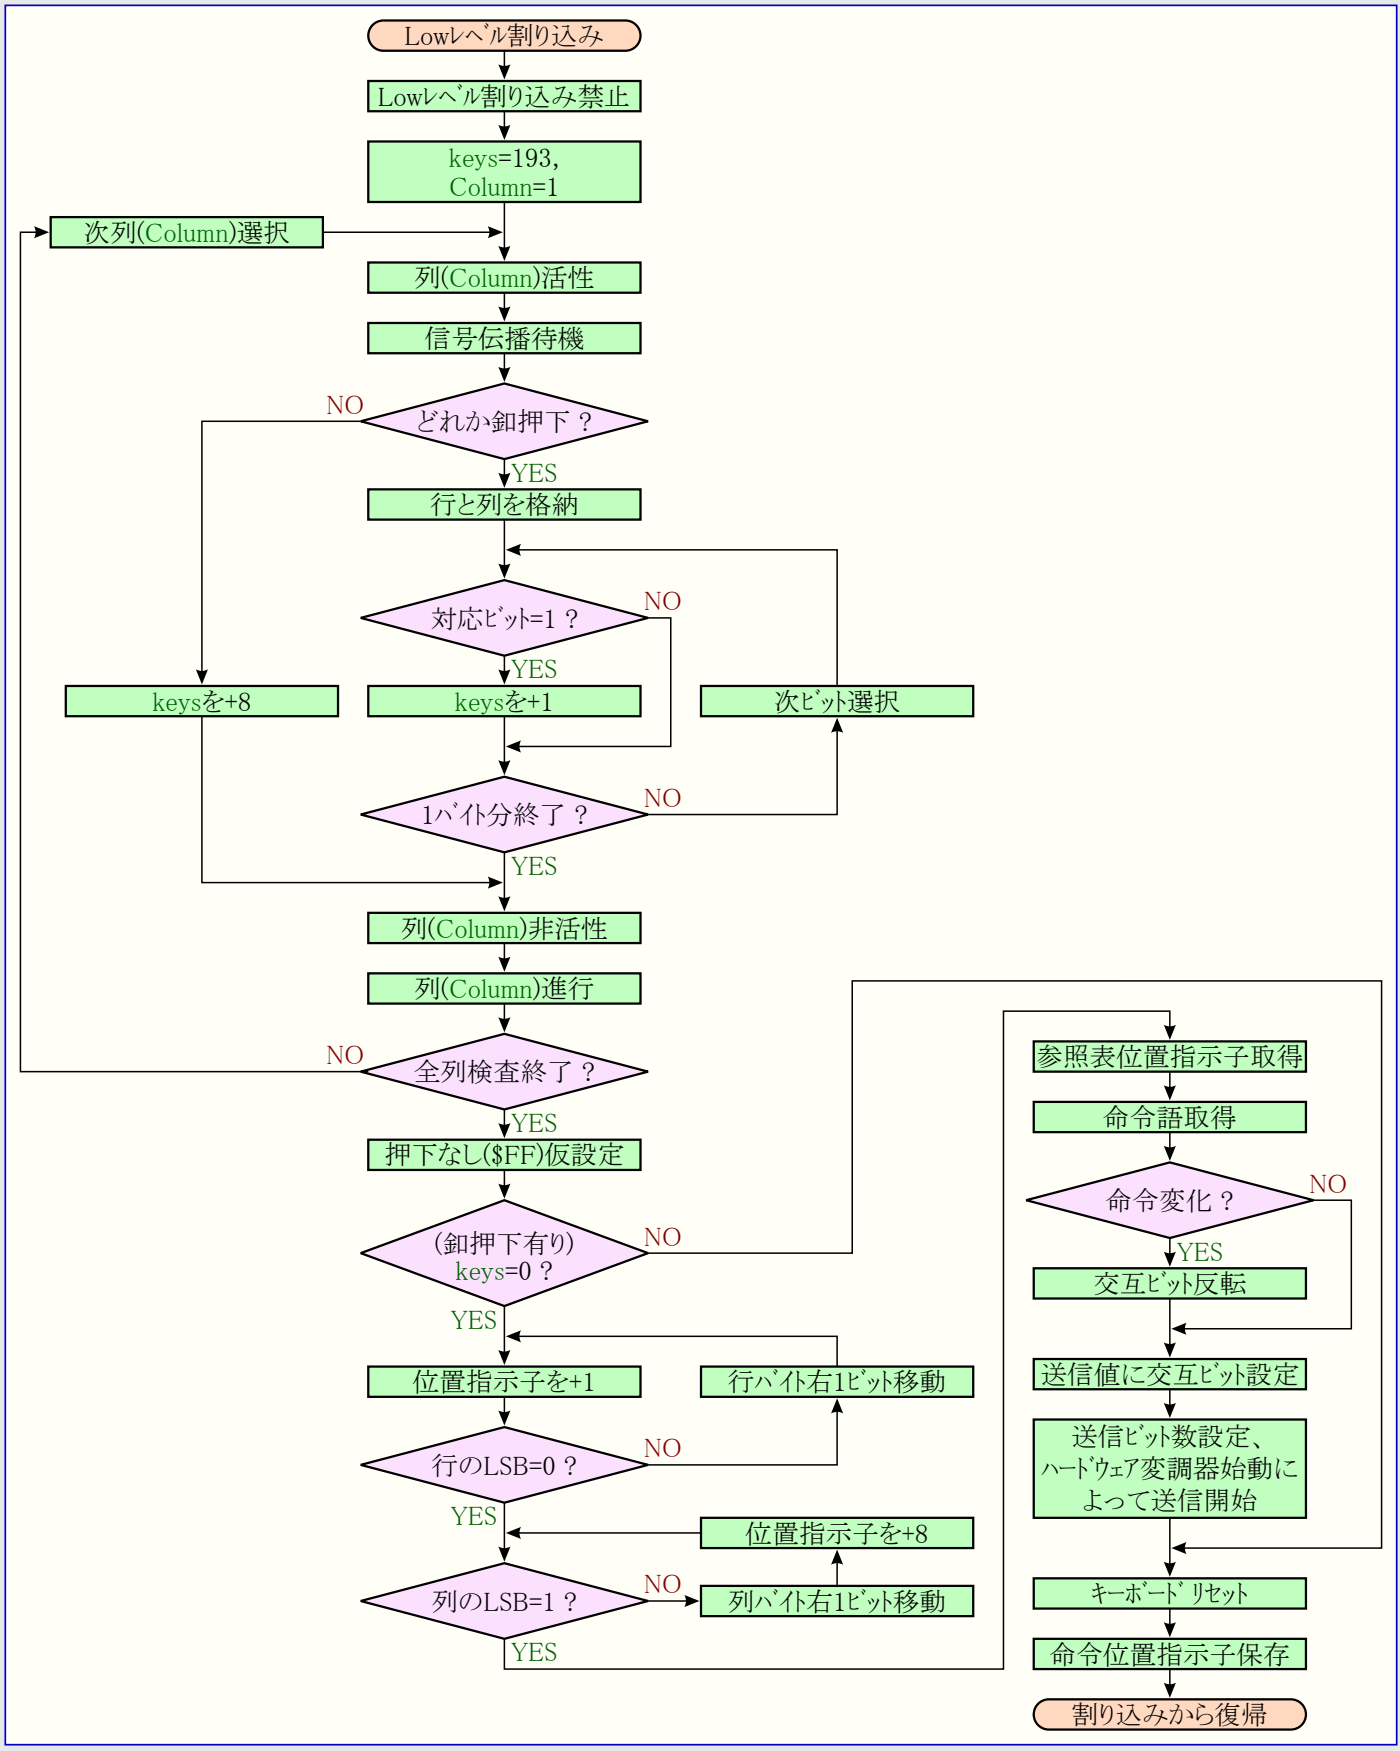 Lowﾚﾍﾞﾙ割り込み
Lowﾚﾍﾞﾙ割り込み禁止
keys=193,
Column=1
次列(Column)選択
列(Column)活性
信号伝播待機
どれか釦押下 ?
NO
YES
行と列を格納
対応ﾋﾞｯﾄ=1 ?
NO
YES
keysを+8
keysを+1
次ﾋﾞｯﾄ選択
1ﾊﾞｲﾄ分終了 ?
NO
YES
列(Column)非活性
列(Column)進行
全列検査終了 ?
NO
YES
押下なし($FF)仮設定
(釦押下有り)
keys=0 ?
NO
YES
位置指示子を+1
行ﾊﾞｲﾄ右1ﾋﾞｯﾄ移動
行のLSB=0 ?
NO
YES
位置指示子を+8
列のLSB=1 ?
NO
列ﾊﾞｲﾄ右1ﾋﾞｯﾄ移動
YES
参照表位置指示子取得
命令語取得
命令変化 ?
NO
YES
交互ﾋﾞｯﾄ反転
送信値に交互ﾋﾞｯﾄ設定
送信ﾋﾞｯﾄ数設定、
ﾊｰﾄﾞｳｪｱ変調器始動に
よって送信開始
ｷｰﾎﾞｰﾄﾞ ﾘｾｯﾄ
命令位置指示子保存
割り込みから復帰